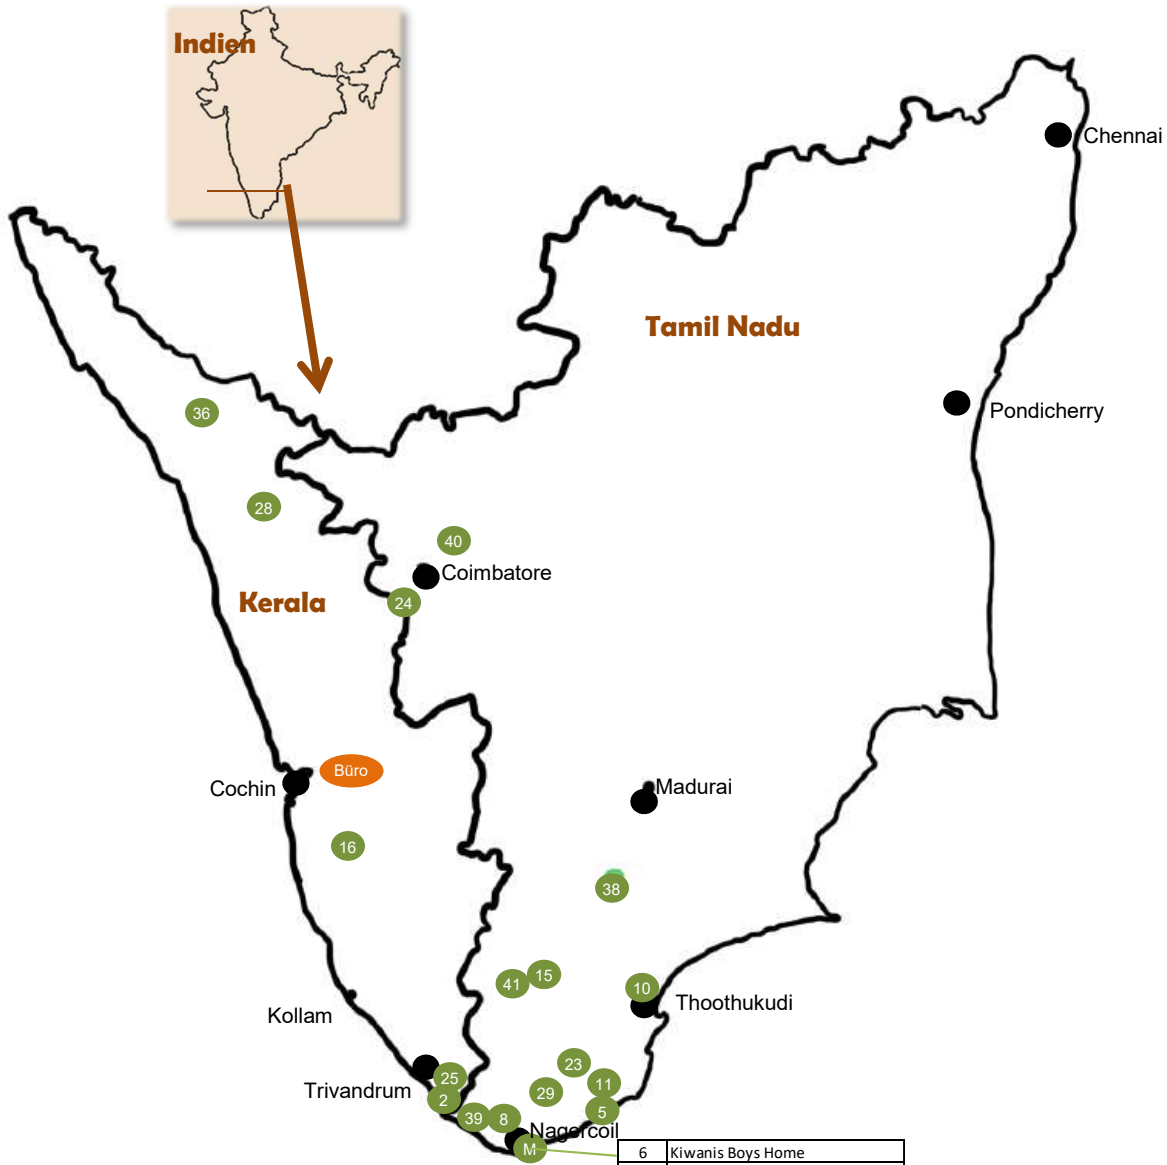 Indien
Chennai
Tamil Nadu
Pondicherry
36
28
40
Coimbatore
24
Kerala
Büro
Cochin
Madurai
16
38
15
41
10
Thoothukudi
Kollam
23
25
11
Trivandrum
29
2
5
39
8
Nagercoil
M
6 Kiwanis Boys Home